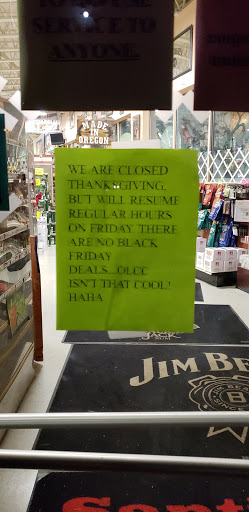 SERVICE TO
ANYONE.
MADE
IN OREGON
WE ARE CLOSED
THANKSGIVING,
BUT WILL RESUME
REGULAR HOURS
ON FRIDAY. THERE
ARE NO BLACK
FRIDAY
DEALS...OLCC
ISN'T THAT COOL!
HAHA
JIM BE